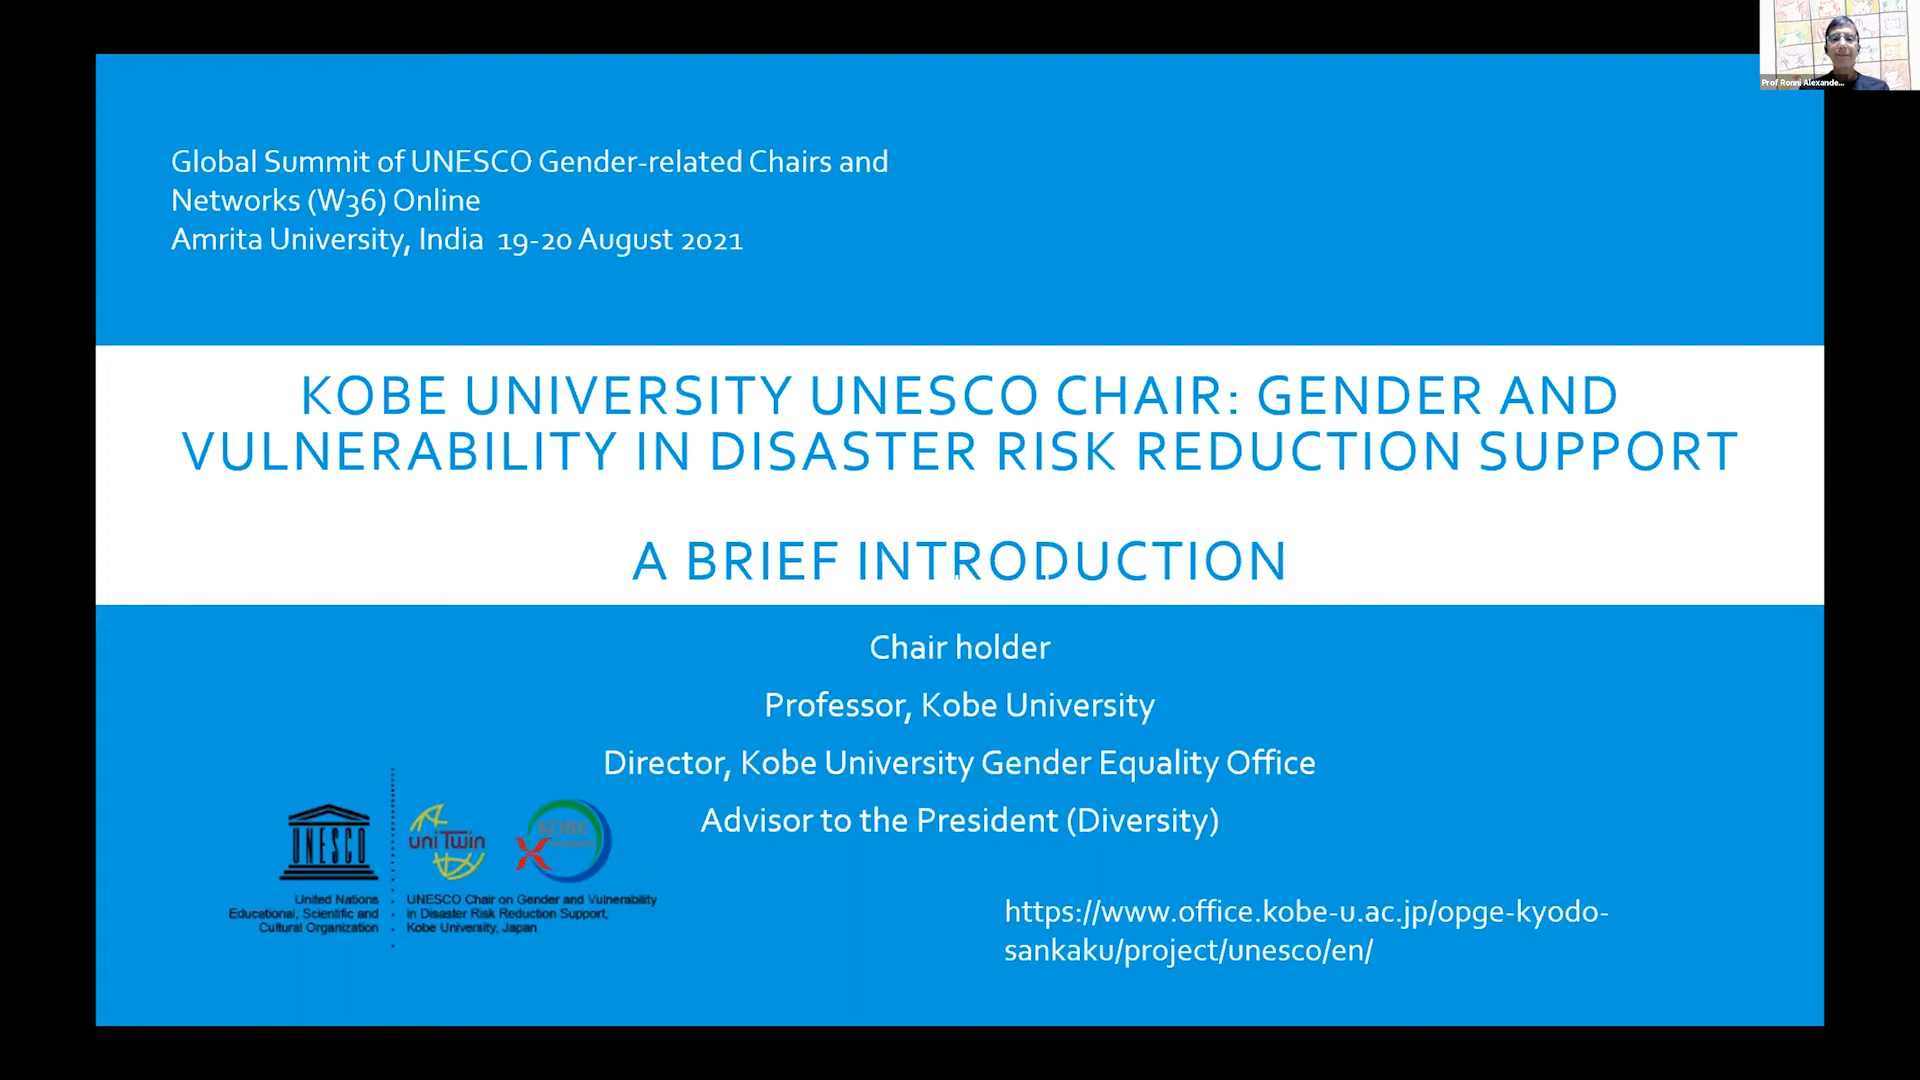 Prof Ronni Alexande...
Global Summit of UNESCO Gender-related Chairs and
Networks (W36) Online
Amrita University, India 19-20 August 2021
KOBE UNIVERSITY UNESCO CHAIR: GENDER AND
VULNERABILITY IN DISASTER RISK REDUCTION SUPPORT
A BRIEF INTRODUCTION
Chair holder
Professor, Kobe University
Director, Kobe University Gender Equality Office
Advisor to the President (Diversity)
UNESCO
uniTwin
KOBE
United Nations
Educational, Scientific and
Cultural Organization
UNESCO Chair on Gender and Vulnerability
in Disaster Risk Reduction Support,
Kobe University, Japan
https://www.office.kobe-u.ac.jp/opge-kyodo-
sankaku/project/unesco/en/